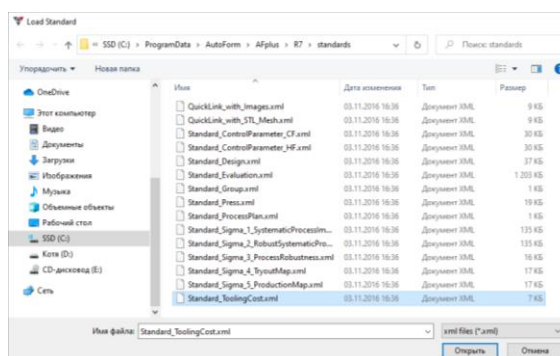 Load Standard
SSD (C:) > ProgramData > AutoForm > AFplus > R7 > standards
Поиск: standards
Упорядочить Новая папка
Имя Дата изменения Тип Размер
OneDrive
Этот компьютер
Видео
Документы
Загрузки
Изображения
Музыка
Объемные объекты
Рабочий стол
SSD (C:)
Котя (D:)
CD-дисковод (E:)
Сеть
QuickLink_with_Images.xml 03.11.2016 16:36 Документ XML 9 КБ
QuickLink_with_STL_Mesh.xml 03.11.2016 16:36 Документ XML 9 КБ
Standard_ControlParameter_CF.xml 03.11.2016 16:36 Документ XML 30 КБ
Standard_ControlParameter_HF.xml 03.11.2016 16:36 Документ XML 30 КБ
Standard_Design.xml 03.11.2016 16:36 Документ XML 37 КБ
Standard_Evaluation.xml 03.11.2016 16:36 Документ XML 1 203 КБ
Standard_Group.xml 03.11.2016 16:36 Документ XML 1 КБ
Standard_Press.xml 03.11.2016 16:36 Документ XML 19 КБ
Standard_ProcessPlan.xml 03.11.2016 16:36 Документ XML 1 КБ
Standard_Sigma_1_SystematicProcessIm... 03.11.2016 16:36 Документ XML 135 КБ
Standard_Sigma_2_RobustSystematicPro... 03.11.2016 16:36 Документ XML 135 КБ
Standard_Sigma_3_ProcessRobustness.xml 03.11.2016 16:36 Документ XML 16 КБ
Standard_Sigma_4_TryoutMap.xml 03.11.2016 16:36 Документ XML 17 КБ
Standard_Sigma_5_ProductionMap.xml 03.11.2016 16:36 Документ XML 17 КБ
Standard_ToolingCost.xml 03.11.2016 16:36 Документ XML 7 КБ
Имя файла: Standard_ToolingCost.xml
xml files (*.xml)
Открыть Отмена